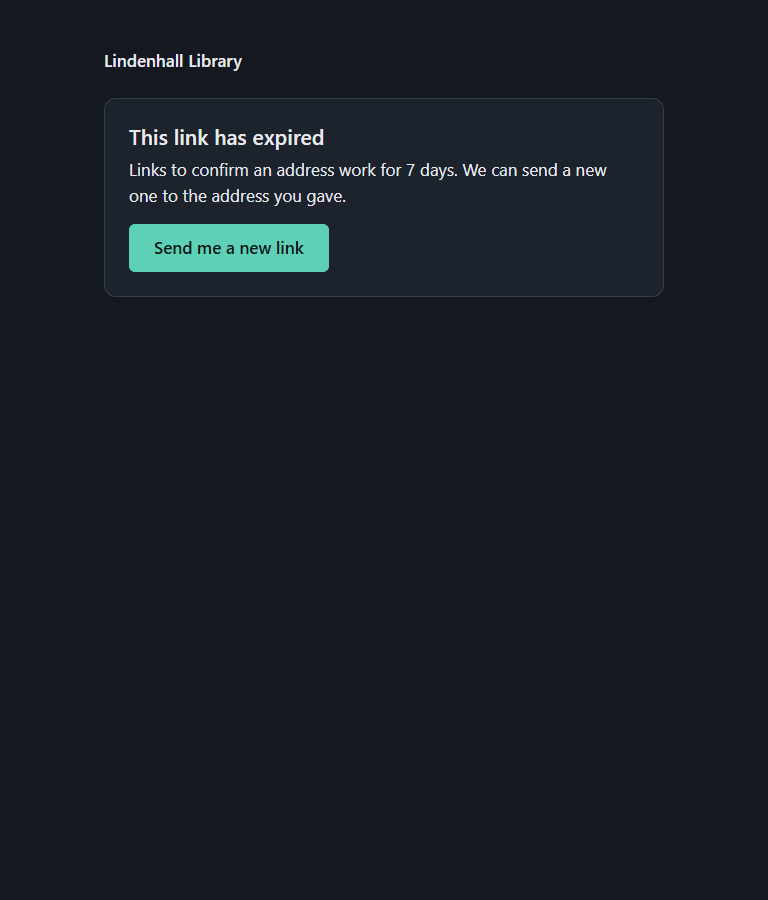 Lindenhall Library
This link has expired
Links to confirm an address work for 7 days. We can send a new
one to the address you gave.
Send me a new link